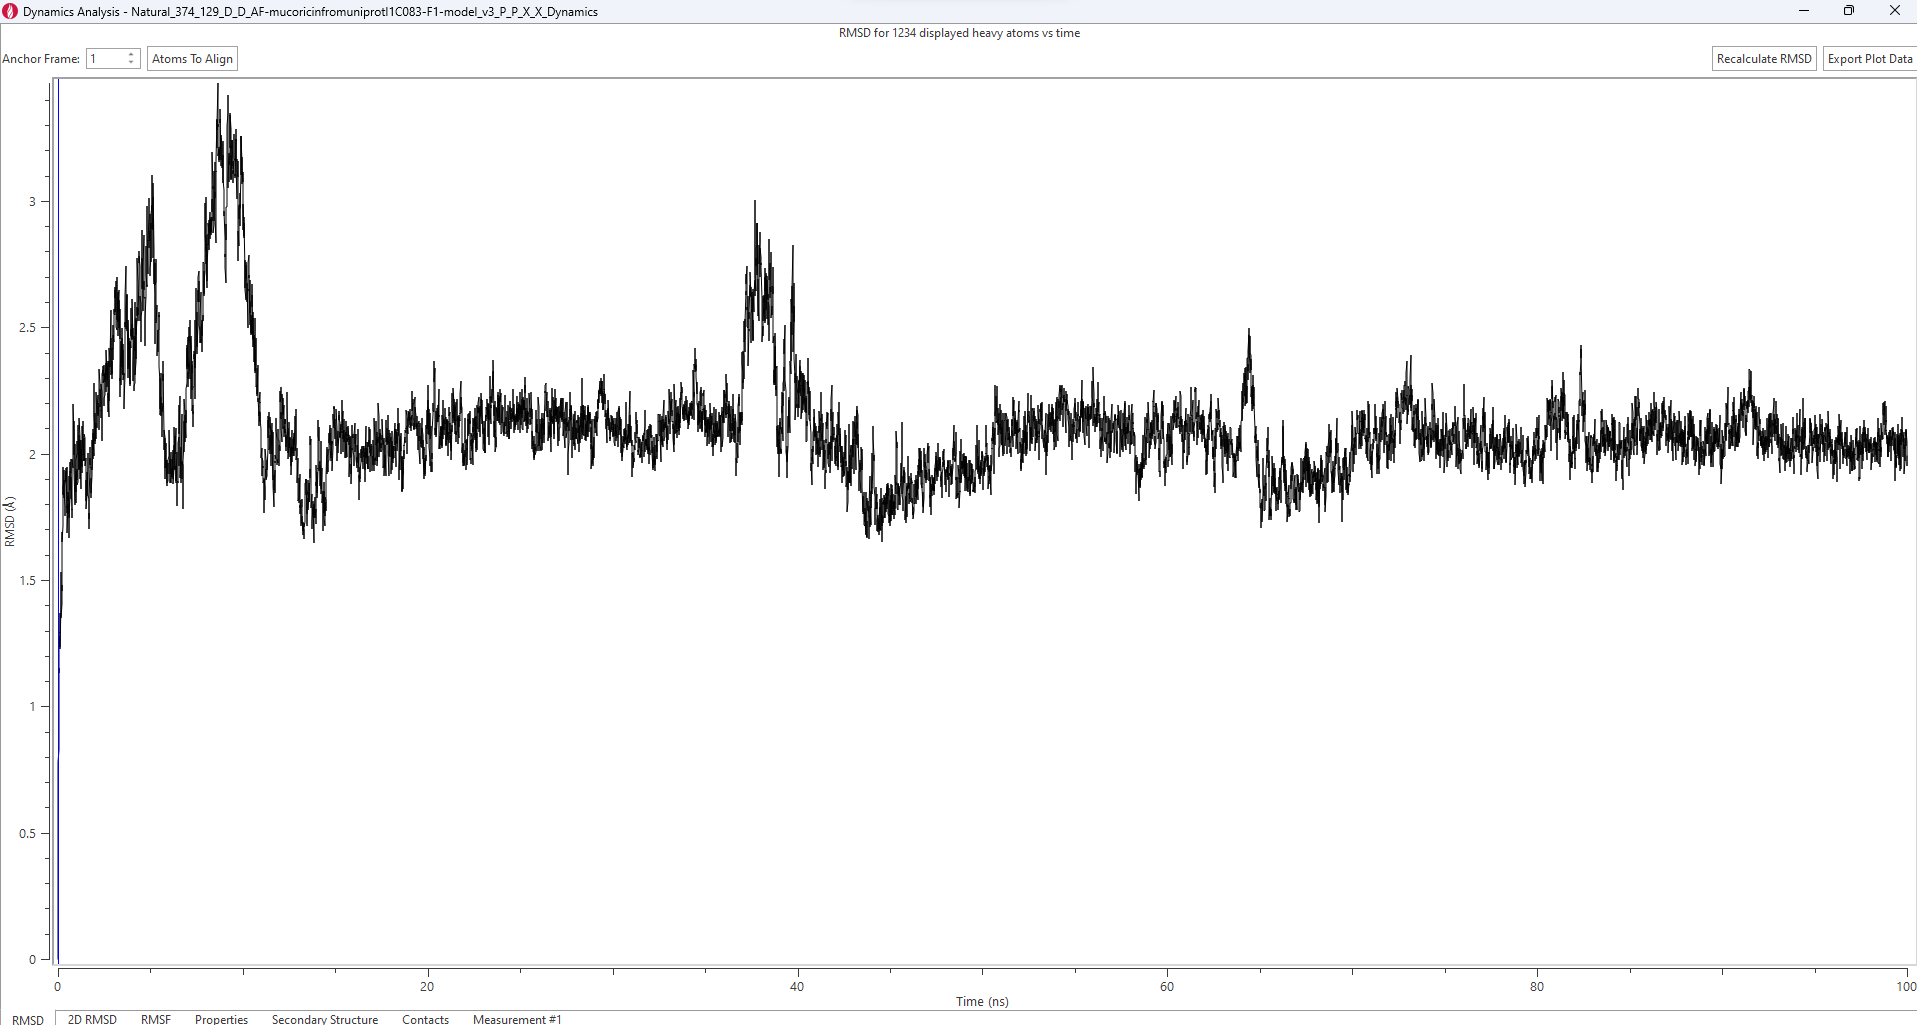 Dynamics Analysis - Natural_374_129_D_D_AF-mucoricinfromuniprotI1C083-F1-model_v3_P_P_X_X_Dynamics
RMSD for 1234 displayed heavy atoms vs time
Anchor Frame: 1 Atoms To Align Recalculate RMSD Export Plot Data
3
2.5
2
1.5
1
0.5
0
RMSD (Å)
0 20 40 60 80 100
Time (ns)
RMSD 2D RMSD RMSF Properties Secondary Structure Contacts Measurement #1